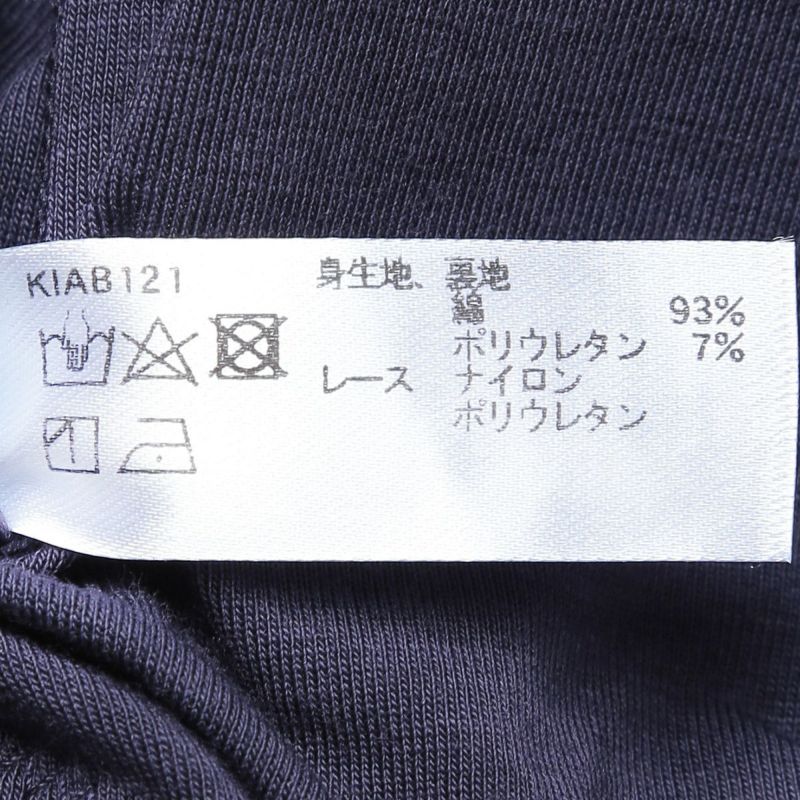 KIAB121
身生地、裏地
綿 93%
ポリウレタン 7%
レース ナイロン
ポリウレタン